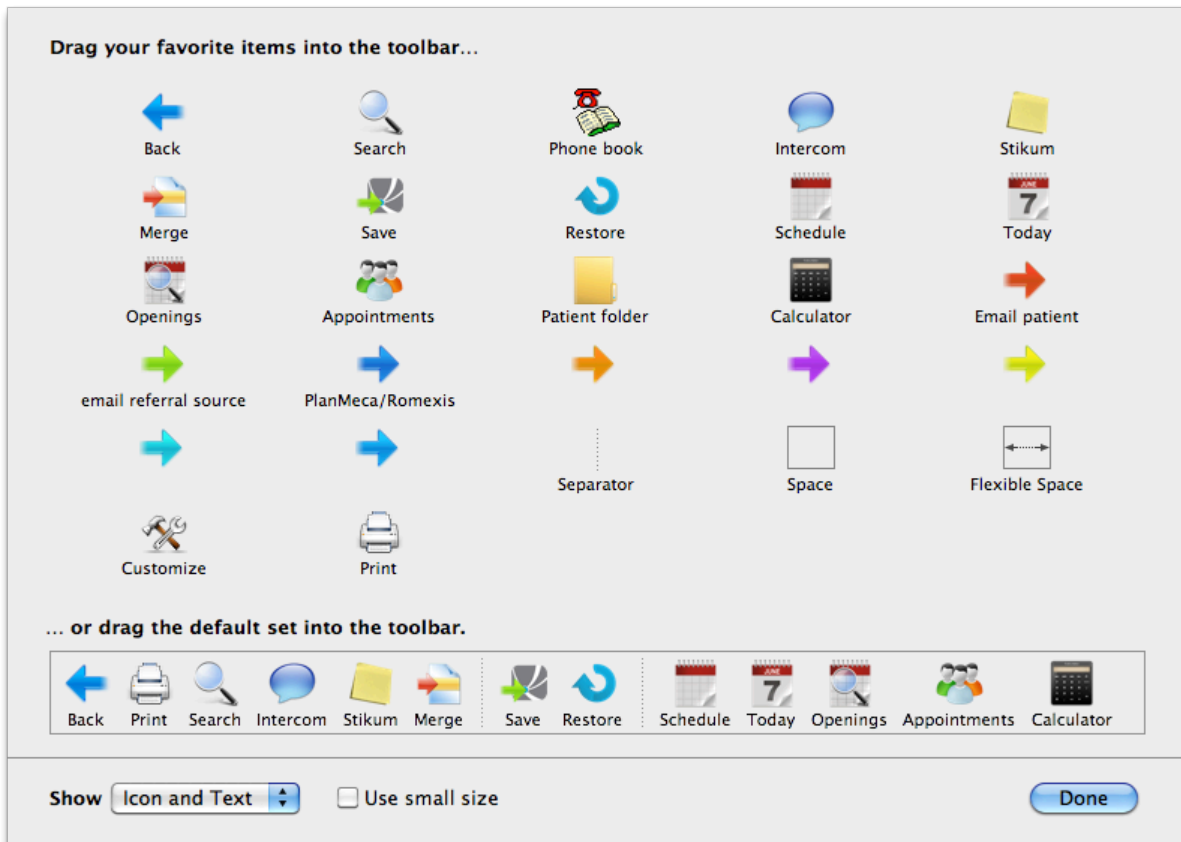 Drag your favorite items into the toolbar...
Back Search Phone book Intercom Stikum
JUNE
7
Merge Save Restore Schedule Today
Openings Appointments Patient folder Calculator Email patient
email referral source PlanMeca/Romexis
Separator Space Flexible Space
Customize Print
... or drag the default set into the toolbar.
7
Back Print Search Intercom Stikum Merge Save Restore Schedule Today Openings Appointments Calculator
Show Icon and Text Use small size Done